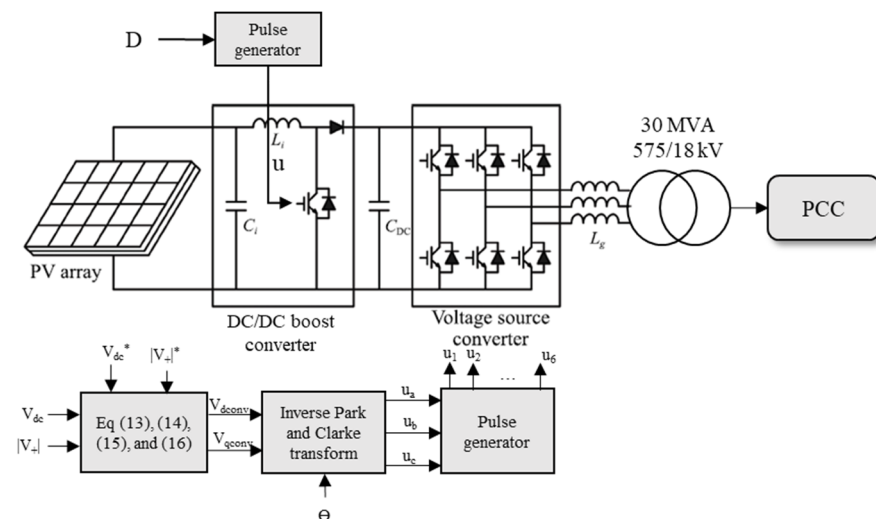 D
Pulse
generator
30 MVA
575/18 kV
L_i
u
C_i
C_DC
L_g
PCC
PV array
DC/DC boost
converter
Voltage source
converter
V_dc*
|V_+|*
u_1
u_2
...
u_6
V_dc
|V_+|
Eq (13), (14),
(15), and (16)
V_dconv
V_qconv
Inverse Park
and Clarke
transform
u_a
u_b
u_c
Pulse
generator
Θ